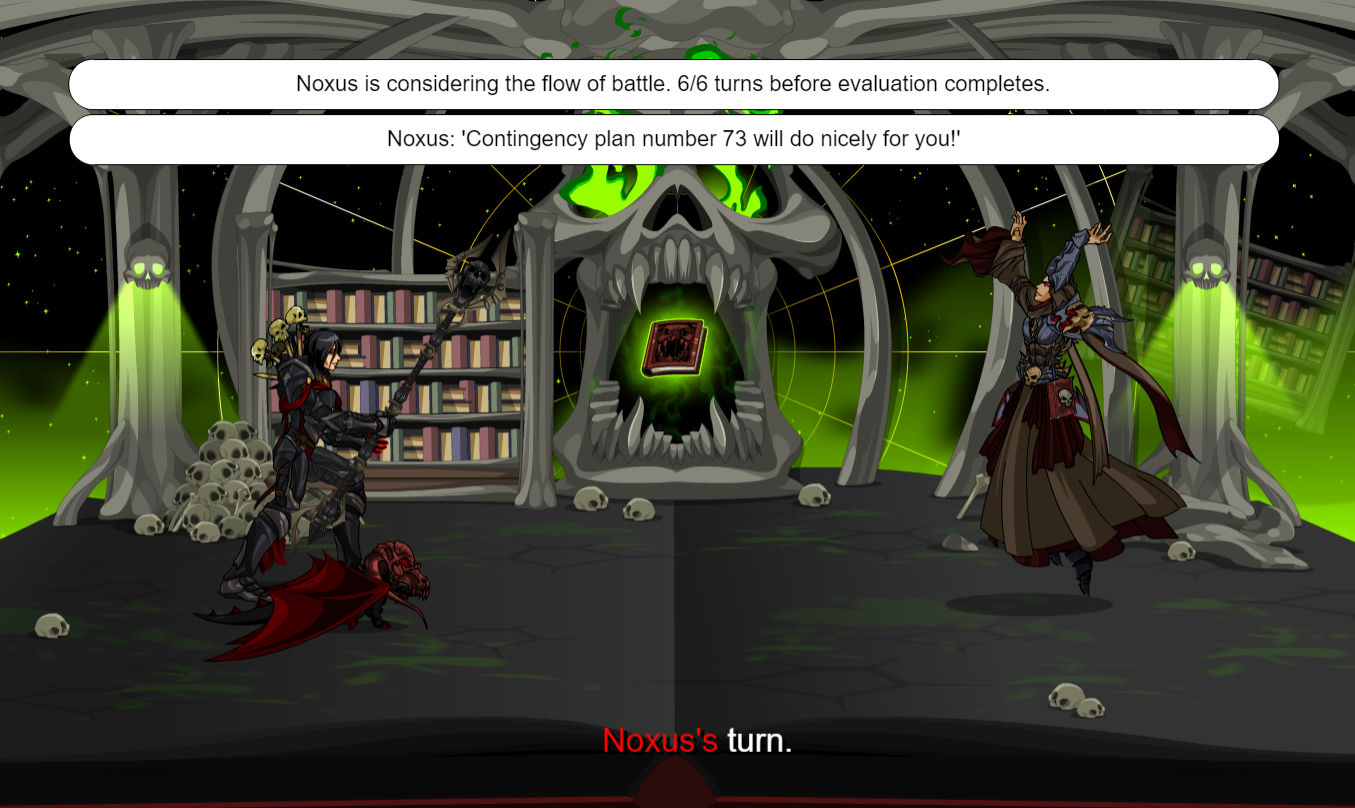 Noxus is considering the flow of battle. 6/6 turns before evaluation completes.
Noxus: 'Contingency plan number 73 will do nicely for you!'
Noxus's turn.